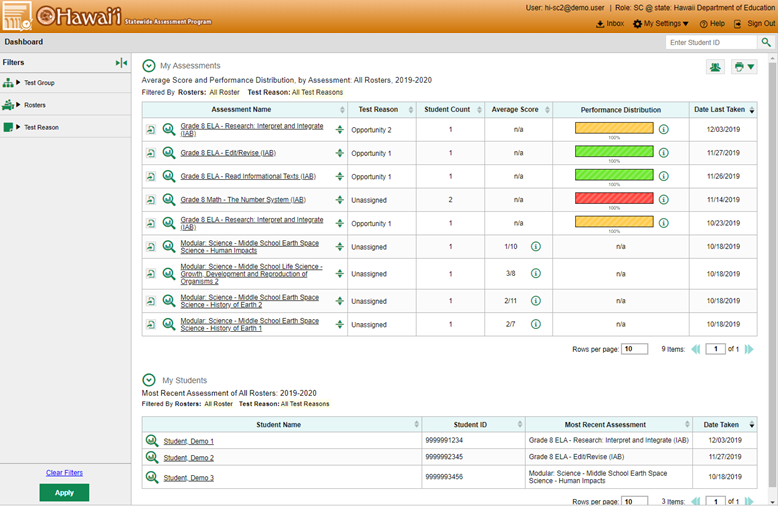 User: hi-sc2@demo.user | Role: SC @ state: Hawaii Department of Education
Hawai'i Statewide Assessment Program
Inbox My Settings Help Sign Out
Dashboard
Enter Student ID
Filters
Test Group
Rosters
Test Reason
Clear Filters
Apply
My Assessments
Average Score and Performance Distribution, by Assessment: All Rosters, 2019-2020
Filtered By Rosters: All Roster Test Reason: All Test Reasons
Assessment Name Test Reason Student Count Average Score Performance Distribution Date Last Taken
Grade 8 ELA - Research: Interpret and Integrate
(IAB) Opportunity 2 1 n/a 100% 12/03/2019
Grade 8 ELA - Edit/Revise (IAB) Opportunity 1 1 n/a 100% 11/27/2019
Grade 8 ELA - Read Informational Texts (IAB) Opportunity 1 1 n/a 100% 11/26/2019
Grade 8 Math - The Number System (IAB) Unassigned 2 n/a 100% 11/14/2019
Grade 8 ELA - Research: Interpret and Integrate
(IAB) Opportunity 1 1 n/a 100% 10/23/2019
Modular: Science - Middle School Earth Space
Science - Human Impacts Unassigned 1 1/10 n/a 10/18/2019
Modular: Science - Middle School Life Science -
Growth, Development and Reproduction of
Organisms 2 Unassigned 1 3/8 n/a 10/18/2019
Modular: Science - Middle School Earth Space
Science - History of Earth 2 Unassigned 1 2/11 n/a 10/18/2019
Modular: Science - Middle School Earth Space
Science - History of Earth 1 Unassigned 1 2/7 n/a 10/18/2019
Rows per page: 10 9 Items: 1 of 1
My Students
Most Recent Assessment of All Rosters: 2019-2020
Filtered By Rosters: All Roster Test Reason: All Test Reasons
Student Name Student ID Most Recent Assessment Date Taken
Student, Demo 1 9999991234 Grade 8 ELA - Research: Interpret and Integrate (IAB) 12/03/2019
Student, Demo 2 9999992345 Grade 8 ELA - Edit/Revise (IAB) 11/27/2019
Student, Demo 3 9999993456 Modular: Science - Middle School Earth Space
Science - Human Impacts 10/18/2019
Rows per page: 10 3 Items: 1 of 1